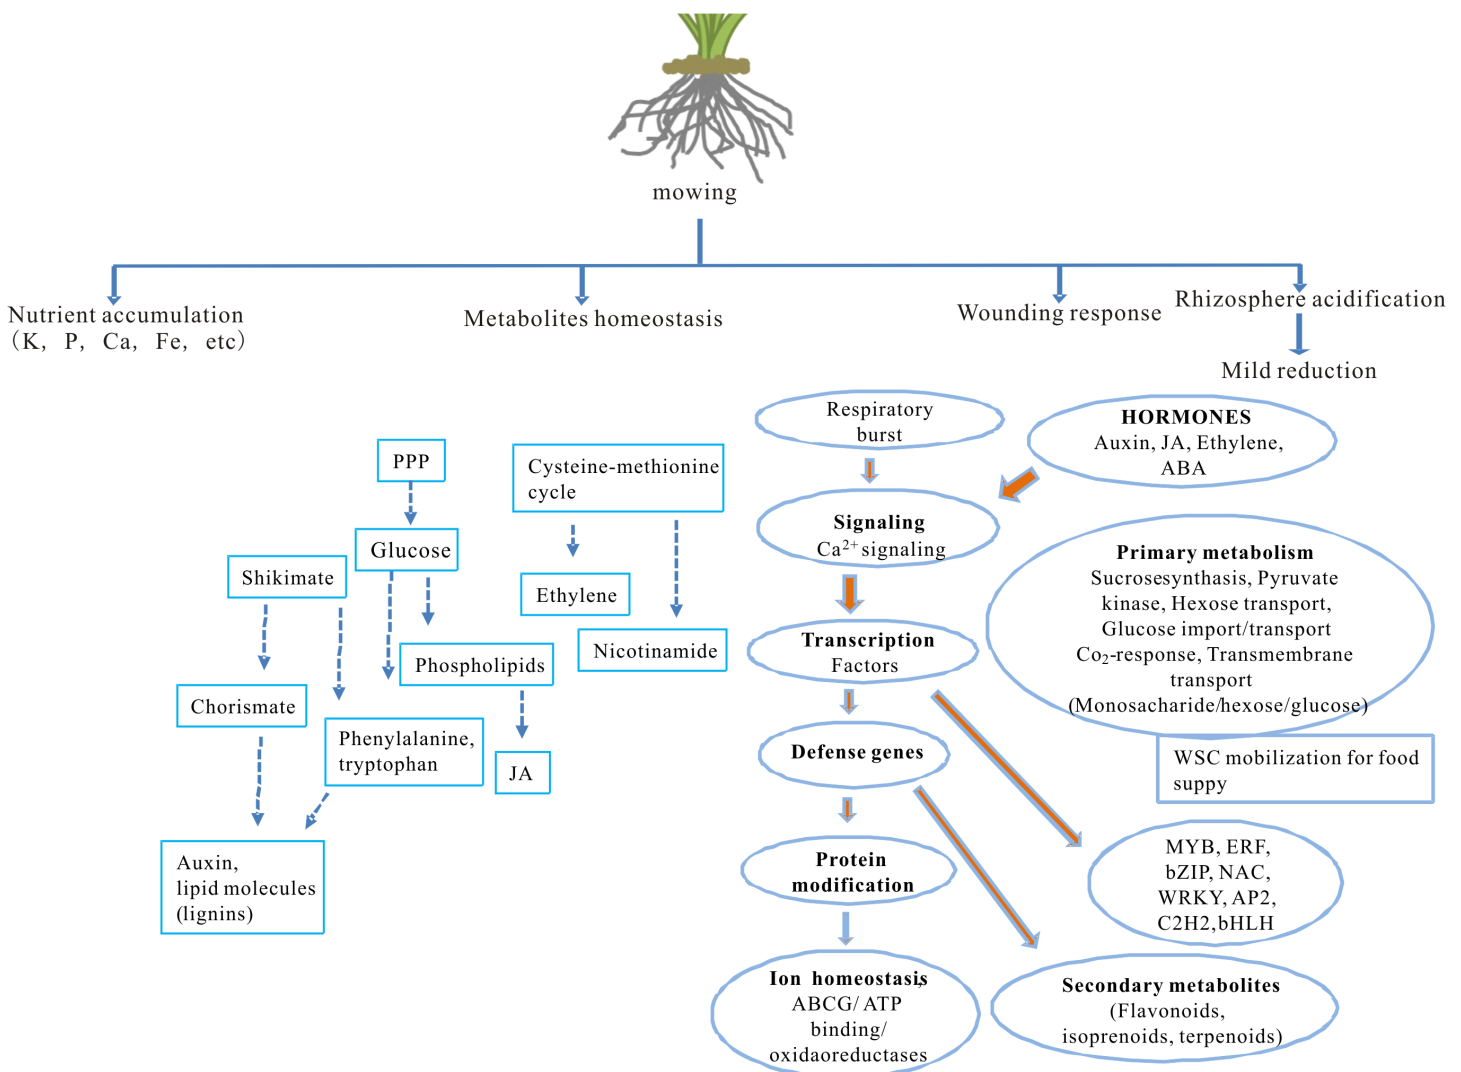 mowing
Nutrient accumulation
（K, P, Ca, Fe, etc）
Metabolites homeostasis
Wounding response
Rhizosphere acidification
Mild reduction
PPP
Glucose
Shikimate
Chorismate
Phenylalanine,
tryptophan
Auxin,
lipid molecules
(lignins)
Phospholipids
JA
Cysteine-methionine
cycle
Ethylene
Nicotinamide
Respiratory
burst
HORMONES
Auxin, JA, Ethylene,
ABA
Signaling
Ca²⁺ signaling
Transcription
Factors
Defense genes
Protein
modification
Ion homeostasis,
ABCG/ ATP
binding/
oxidaoreductases
Primary metabolism
Sucrosesynthasis, Pyruvate
kinase, Hexose transport,
Glucose import/transport
Co₂-response, Transmembrane
transport
(Monosacharide/hexose/glucose)
WSC mobilization for food
suppy
MYB, ERF,
bZIP, NAC,
WRKY, AP2,
C2H2,bHLH
Secondary metabolites
(Flavonoids,
isoprenoids, terpenoids)